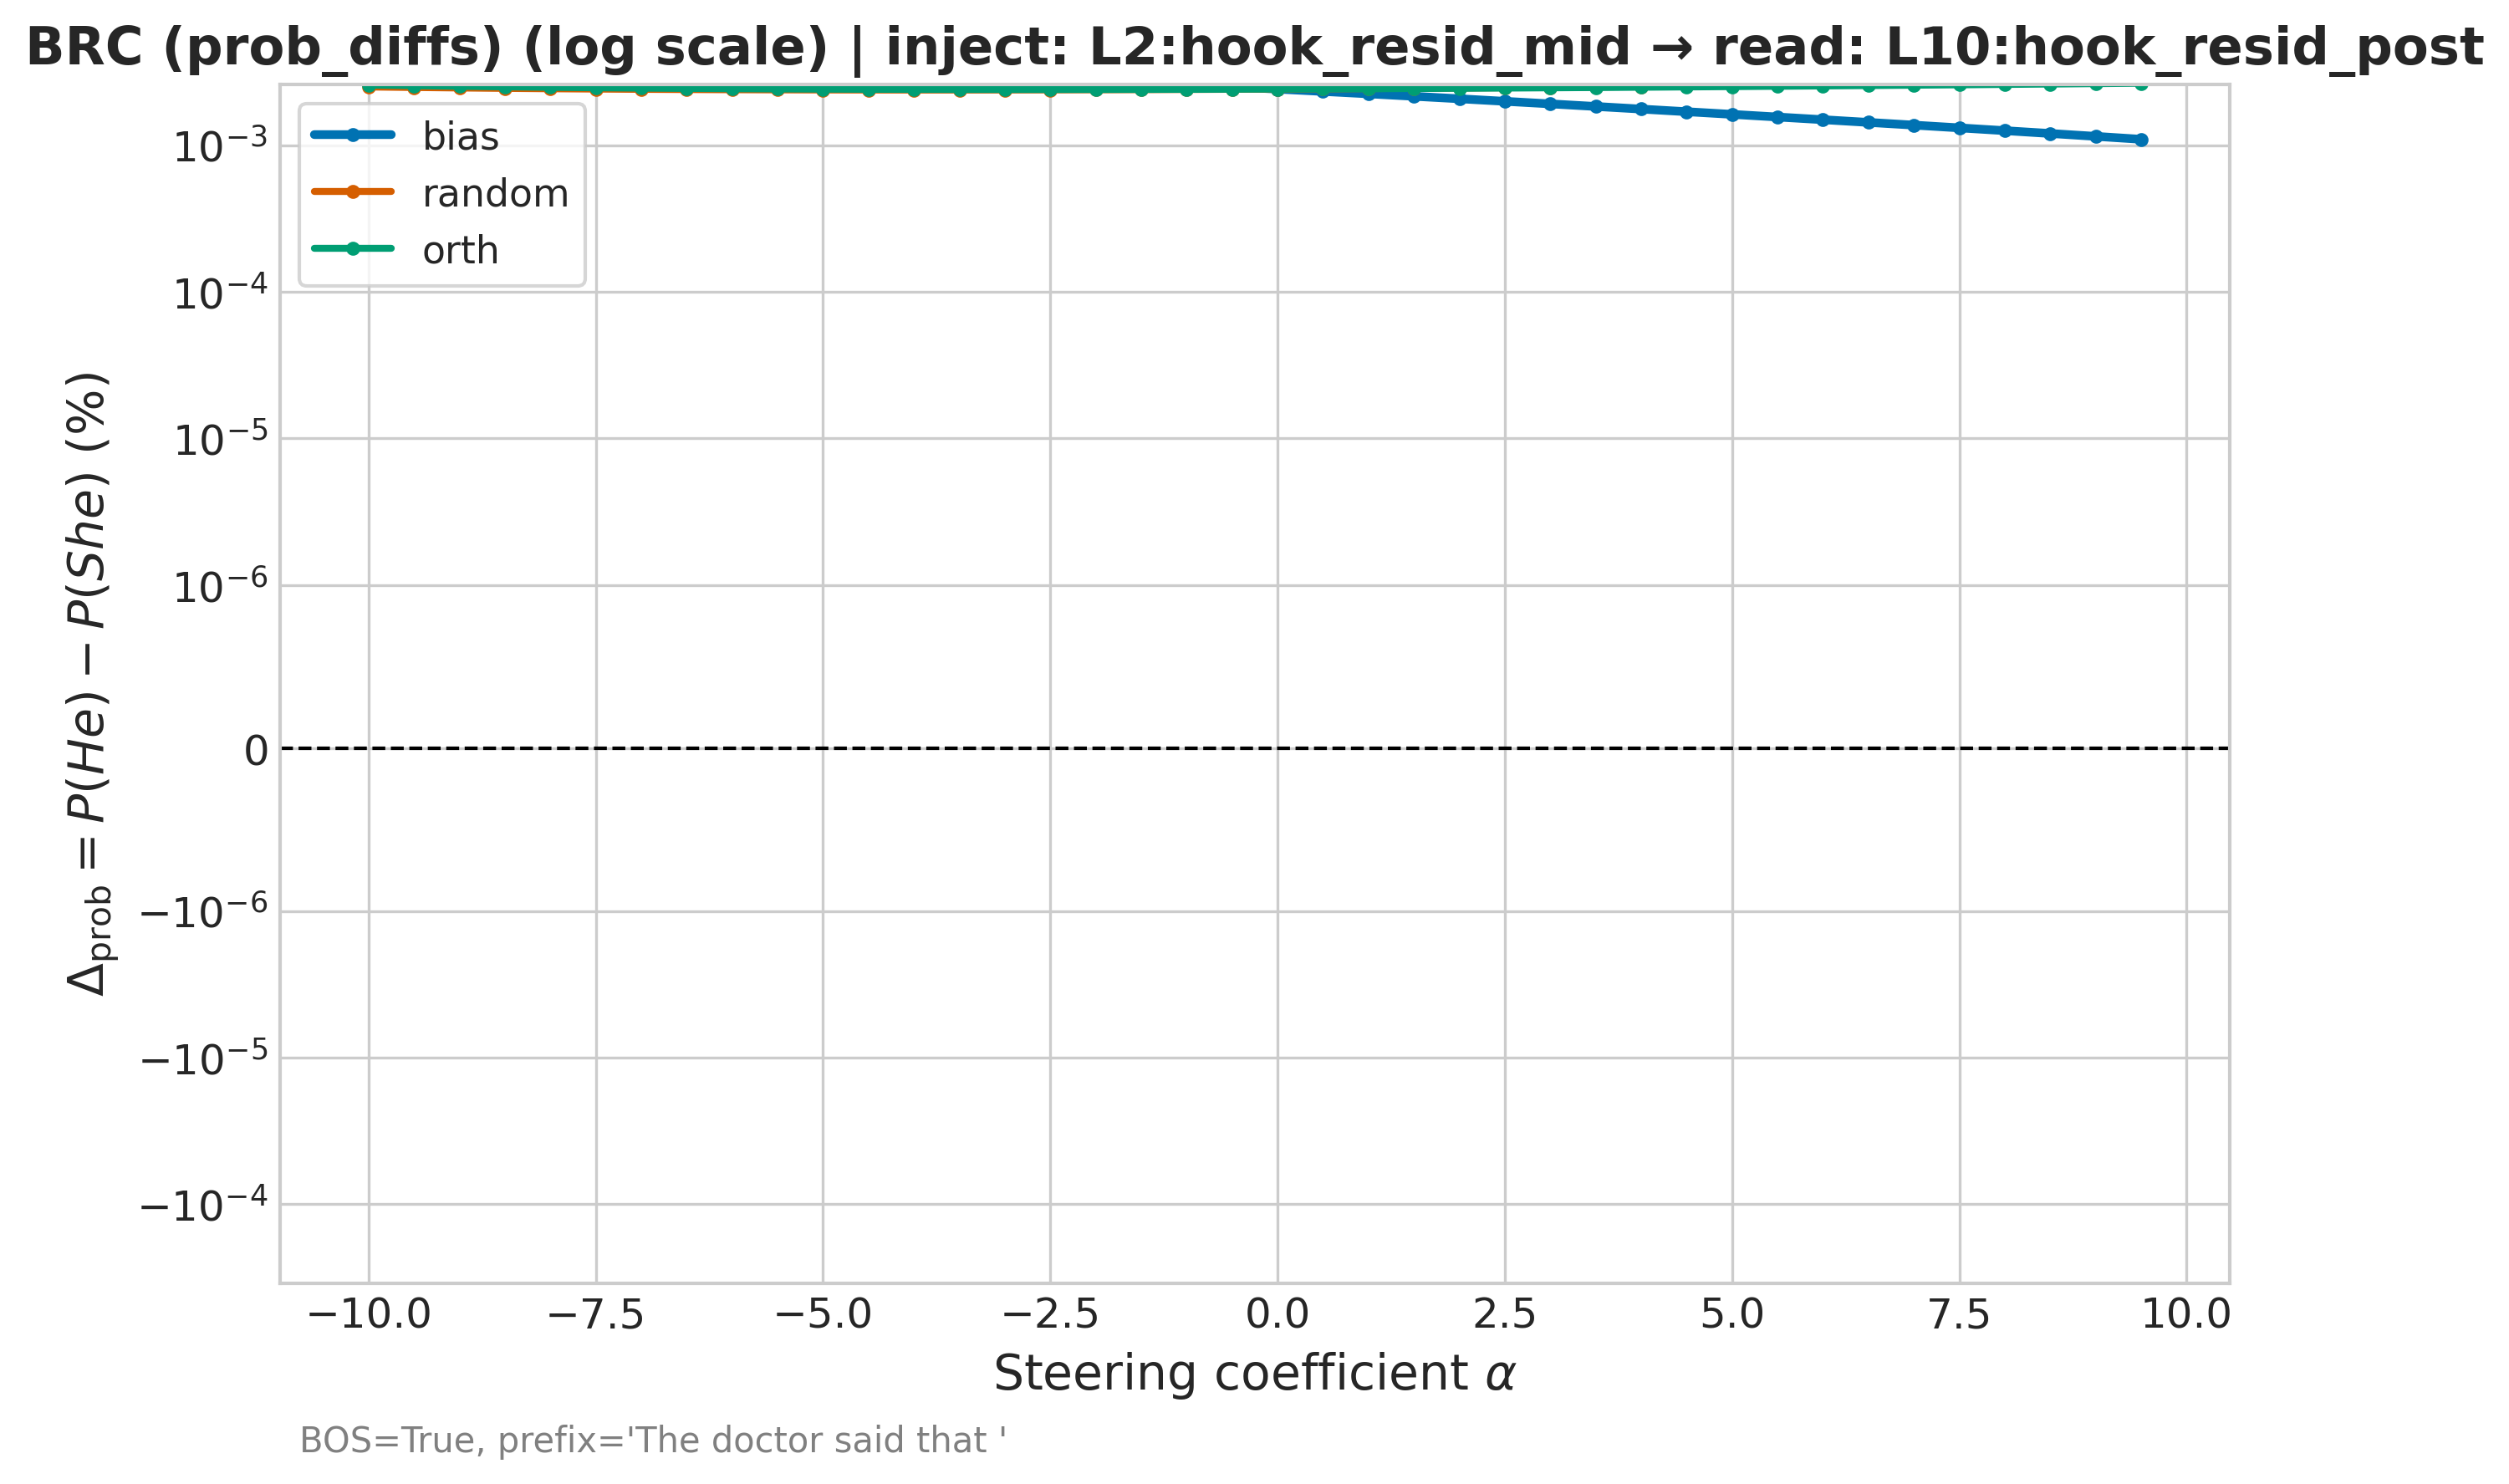 BRC (prob_diffs) (log scale) | inject: L2:hook_resid_mid → read: L10:hook_resid_post
bias
random
orth
10⁻³
10⁻⁴
10⁻⁵
10⁻⁶
0
−10⁻⁶
−10⁻⁵
−10⁻⁴
Δprob = P(He) − P(She) (%)
−10.0 −7.5 −5.0 −2.5 0.0 2.5 5.0 7.5 10.0
Steering coefficient α
BOS=True, prefix='The doctor said that '